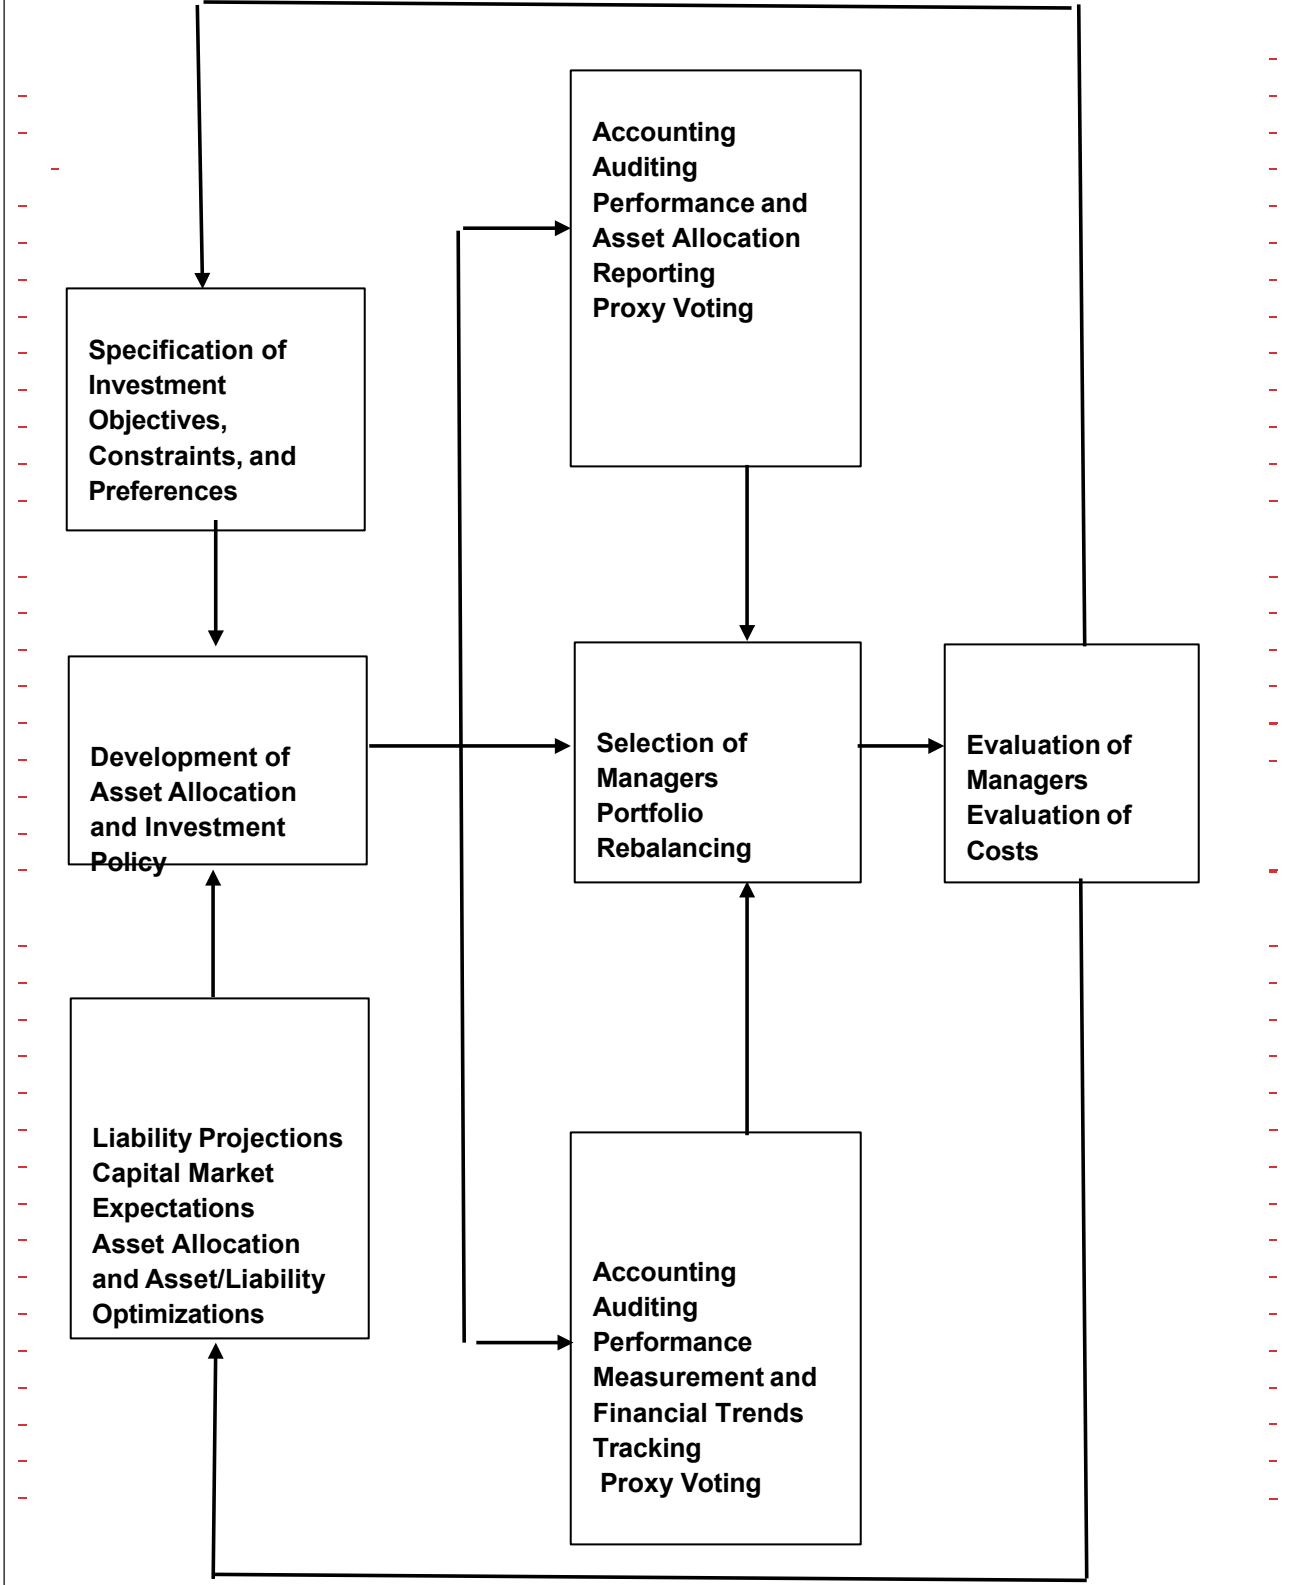 Accounting
Auditing
Performance and
Asset Allocation
Reporting
Proxy Voting
Specification of
Investment
Objectives,
Constraints, and
Preferences
Development of
Asset Allocation
and Investment
Policy
Selection of
Managers
Portfolio
Rebalancing
Evaluation of
Managers
Evaluation of
Costs
Liability Projections
Capital Market
Expectations
Asset Allocation
and Asset/Liability
Optimizations
Accounting
Auditing
Performance
Measurement and
Financial Trends
Tracking
Proxy Voting